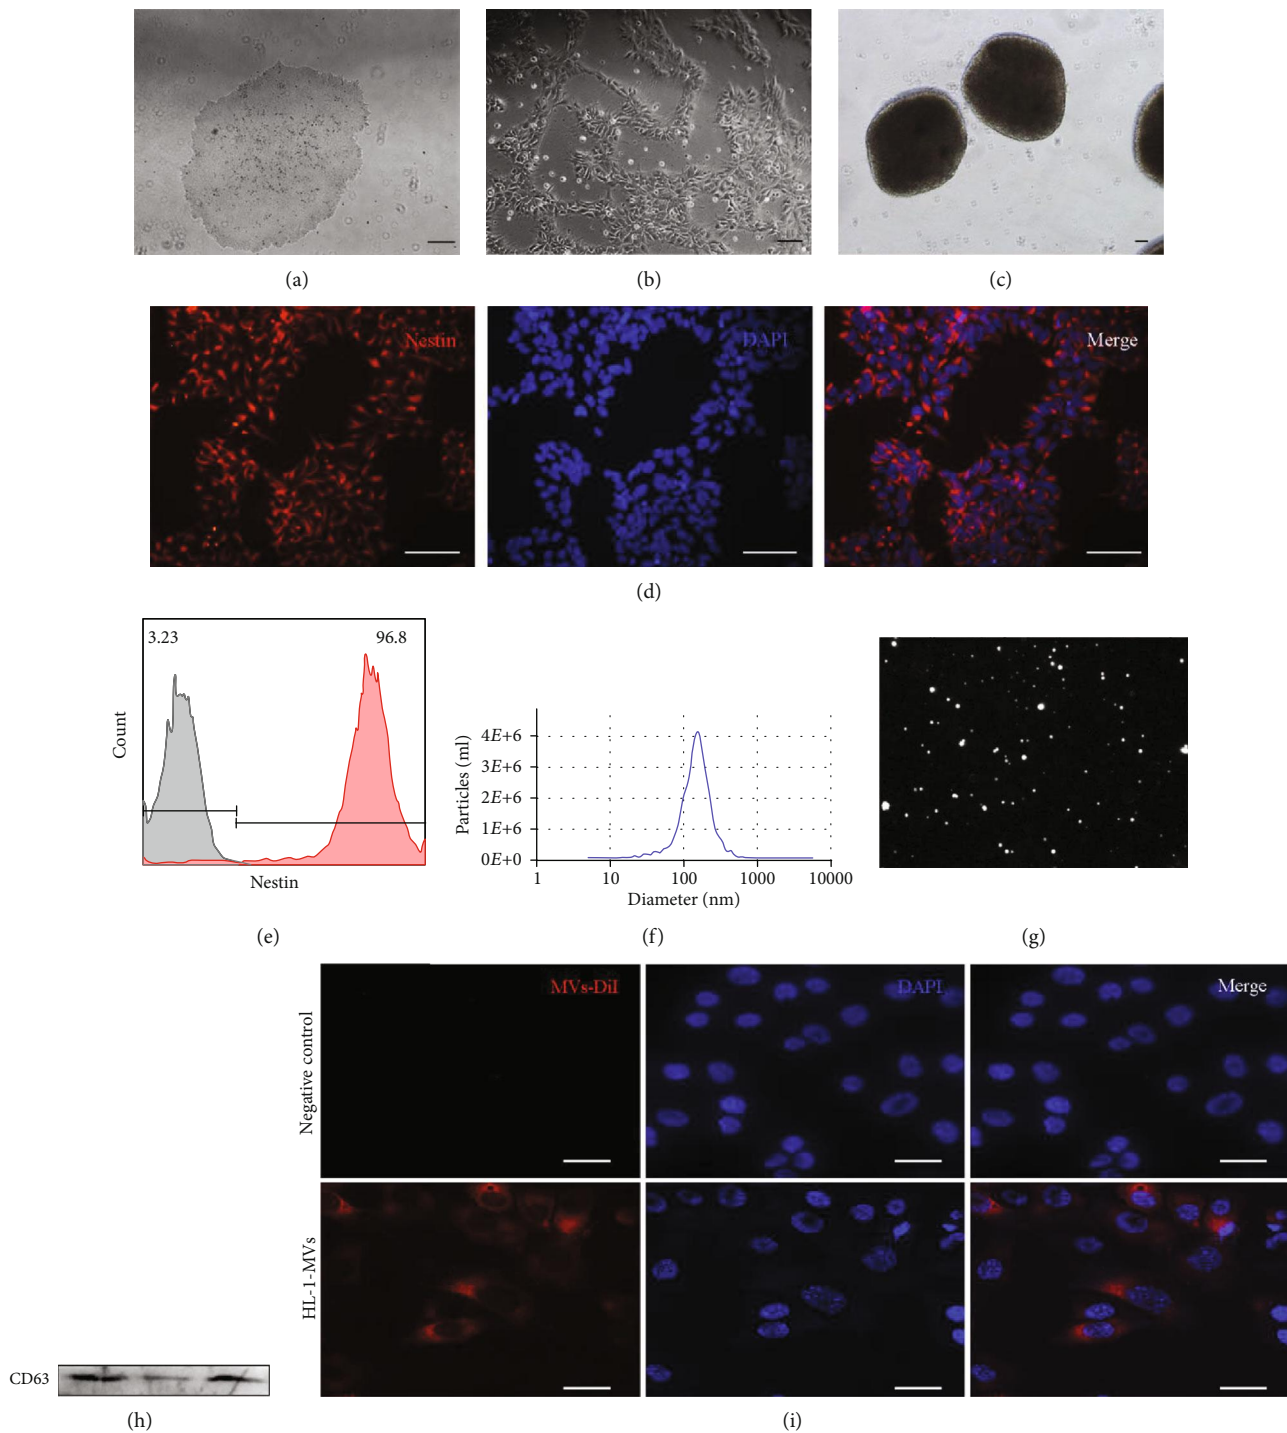 (a)
(b)
(c)
Nestin
DAPI
Merge
(d)
3.23
96.8
Count
Nestin
(e)
Particles (ml)
4E+6
3E+6
2E+6
1E+6
0E+0
1
10
100
1000
10000
Diameter (nm)
(f)
(g)
Negative control
MVs-DiI
DAPI
Merge
HL-1-MVs
CD63
(h)
(i)